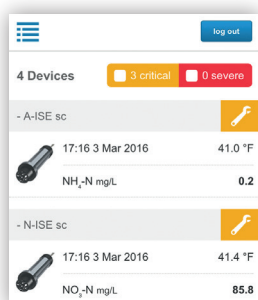 log out
4 Devices 3 critical 0 severe
- A-ISE sc
17:16 3 Mar 2016 41.0 °F
NH₄-N mg/L 0.2
- N-ISE sc
17:16 3 Mar 2016 41.4 °F
NO₃-N mg/L 85.8